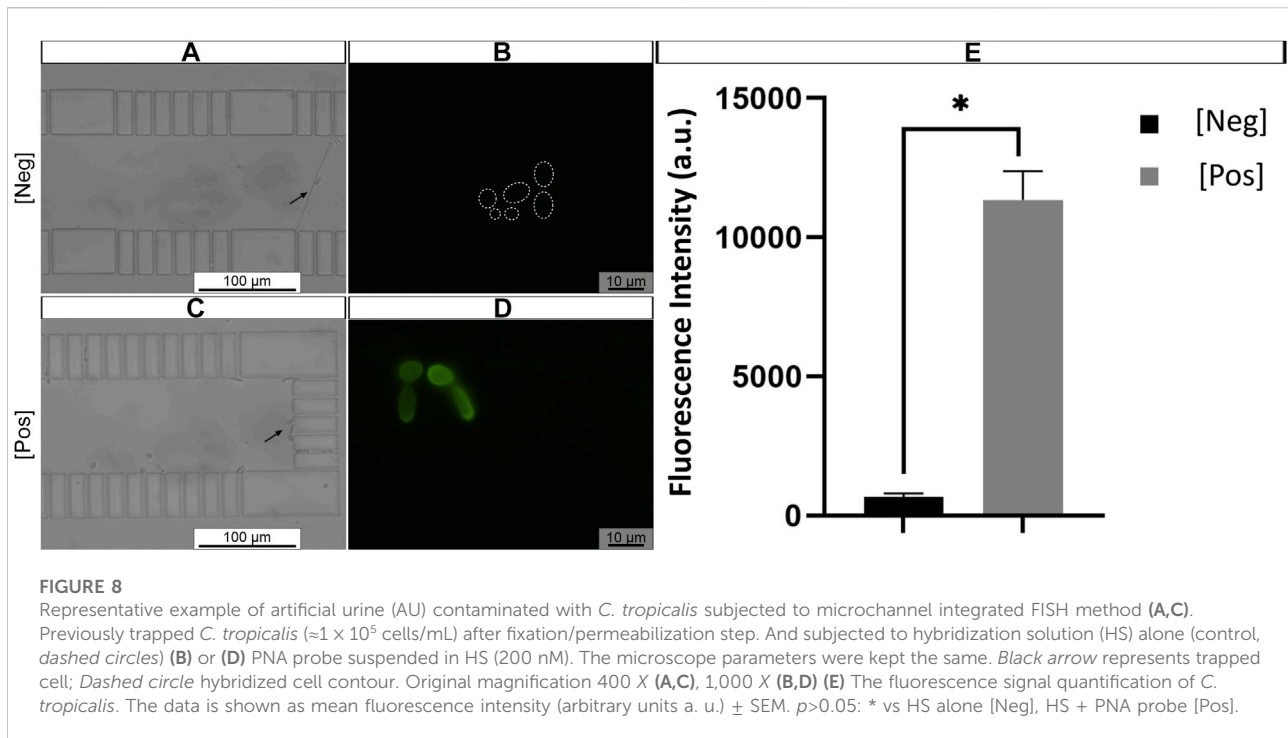 A
B
E
[Neg]
100 µm
10 µm
C
D
[Pos]
100 µm
10 µm
Fluorescence Intensity (a.u.)
15000
10000
5000
0
*
[Neg]
[Pos]
FIGURE 8
Representative example of artificial urine (AU) contaminated with C. tropicalis subjected to microchannel integrated FISH method (A,C).
Previously trapped C. tropicalis (≈1 × 10⁵ cells/mL) after fixation/permeabilization step. And subjected to hybridization solution (HS) alone (control,
dashed circles) (B) or (D) PNA probe suspended in HS (200 nM). The microscope parameters were kept the same. Black arrow represents trapped
cell; Dashed circle hybridized cell contour. Original magnification 400 X (A,C), 1,000 X (B,D) (E) The fluorescence signal quantification of C.
tropicalis. The data is shown as mean fluorescence intensity (arbitrary units a. u.) ± SEM. p>0.05: * vs HS alone [Neg], HS + PNA probe [Pos].